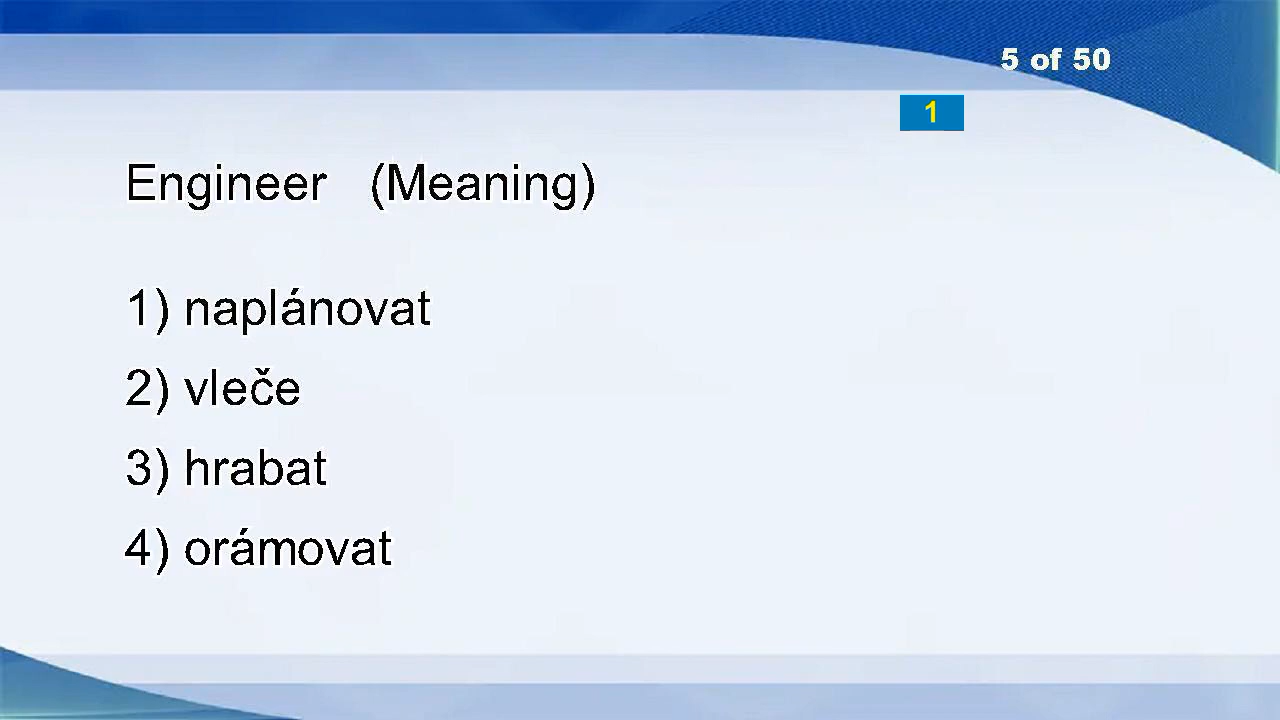 5 of 50
1
Engineer (Meaning)
1) naplánovat
2) vleče
3) hrabat
4) orámovat